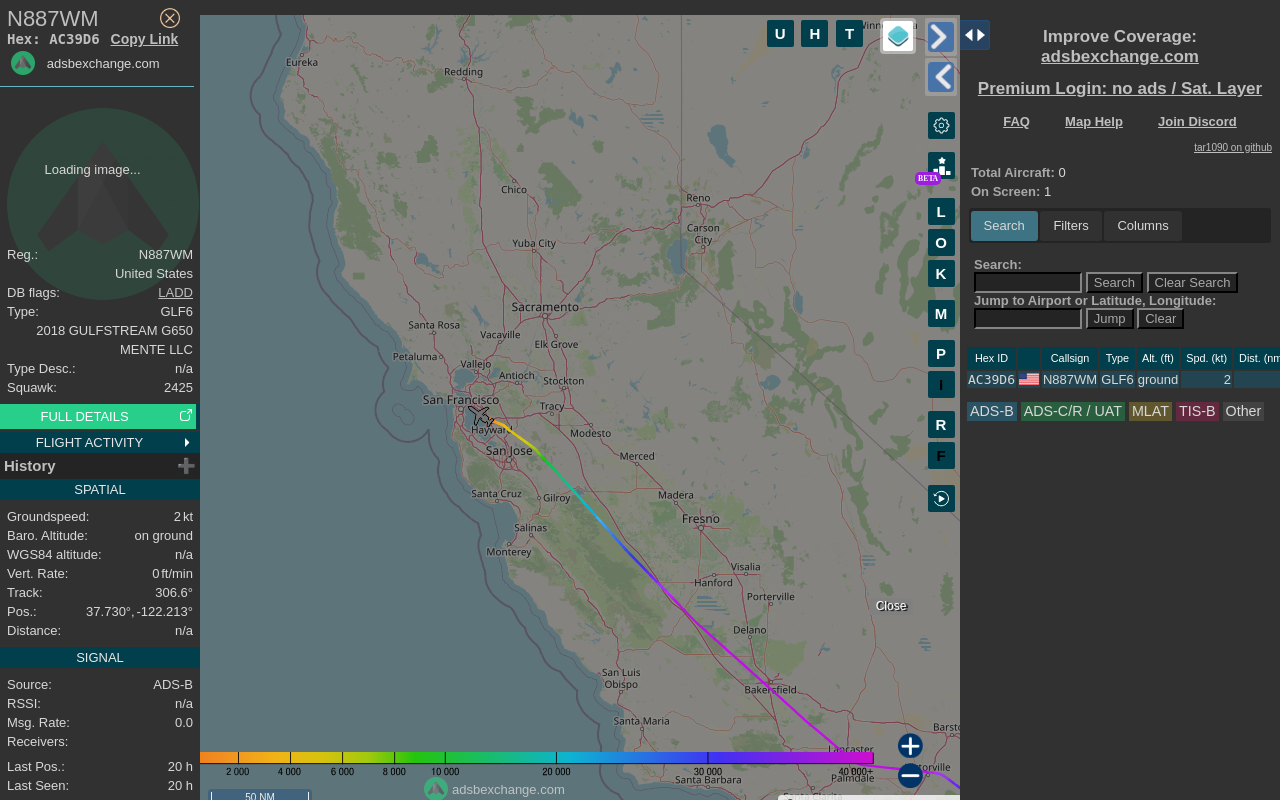 N887WM
Hex: AC39D6 Copy Link
adsbexchange.com
Loading image...
Reg.: N887WM
United States
DB flags: LADD
Type: GLF6
2018 GULFSTREAM G650
MENTE LLC
Type Desc.: n/a
Squawk: 2425
FULL DETAILS
FLIGHT ACTIVITY
History
SPATIAL
Groundspeed: 2 kt
Baro. Altitude: on ground
WGS84 altitude: n/a
Vert. Rate: 0 ft/min
Track: 306.6°
Pos.: 37.730°, -122.213°
Distance: n/a
SIGNAL
Source: ADS-B
RSSI: n/a
Msg. Rate: 0.0
Receivers:
Last Pos.: 20 h
Last Seen: 20 h
U H T
Eureka
Redding
Chico
Reno
Carson
City
Yuba City
Sacramento
Santa Rosa
Vacaville
Elk Grove
Petaluma
Vallejo
Antioch
Stockton
San Francisco
Tracy
Hayward
Modesto
San Jose
Merced
Santa Cruz
Gilroy
Madera
Salinas
Fresno
Monterey
Visalia
Hanford
Porterville
Delano
San Luis
Obispo
Bakersfield
Santa Maria
Lancaster
Palmdale
Santa Barbara
Santa Clarita
BETA
L
O
K
M
P
I
R
F
Close
2 000 4 000 6 000 8 000 10 000 20 000 30 000 40 000+
50 NM
adsbexchange.com
Improve Coverage:
adsbexchange.com
Premium Login: no ads / Sat. Layer
FAQ Map Help Join Discord
tar1090 on github
Total Aircraft: 0
On Screen: 1
Search Filters Columns
Search:
Search Clear Search
Jump to Airport or Latitude, Longitude:
Jump Clear
Hex ID Callsign Type Alt. (ft) Spd. (kt) Dist. (nm
AC39D6 N887WM GLF6 ground 2
ADS-B ADS-C/R / UAT MLAT TIS-B Other